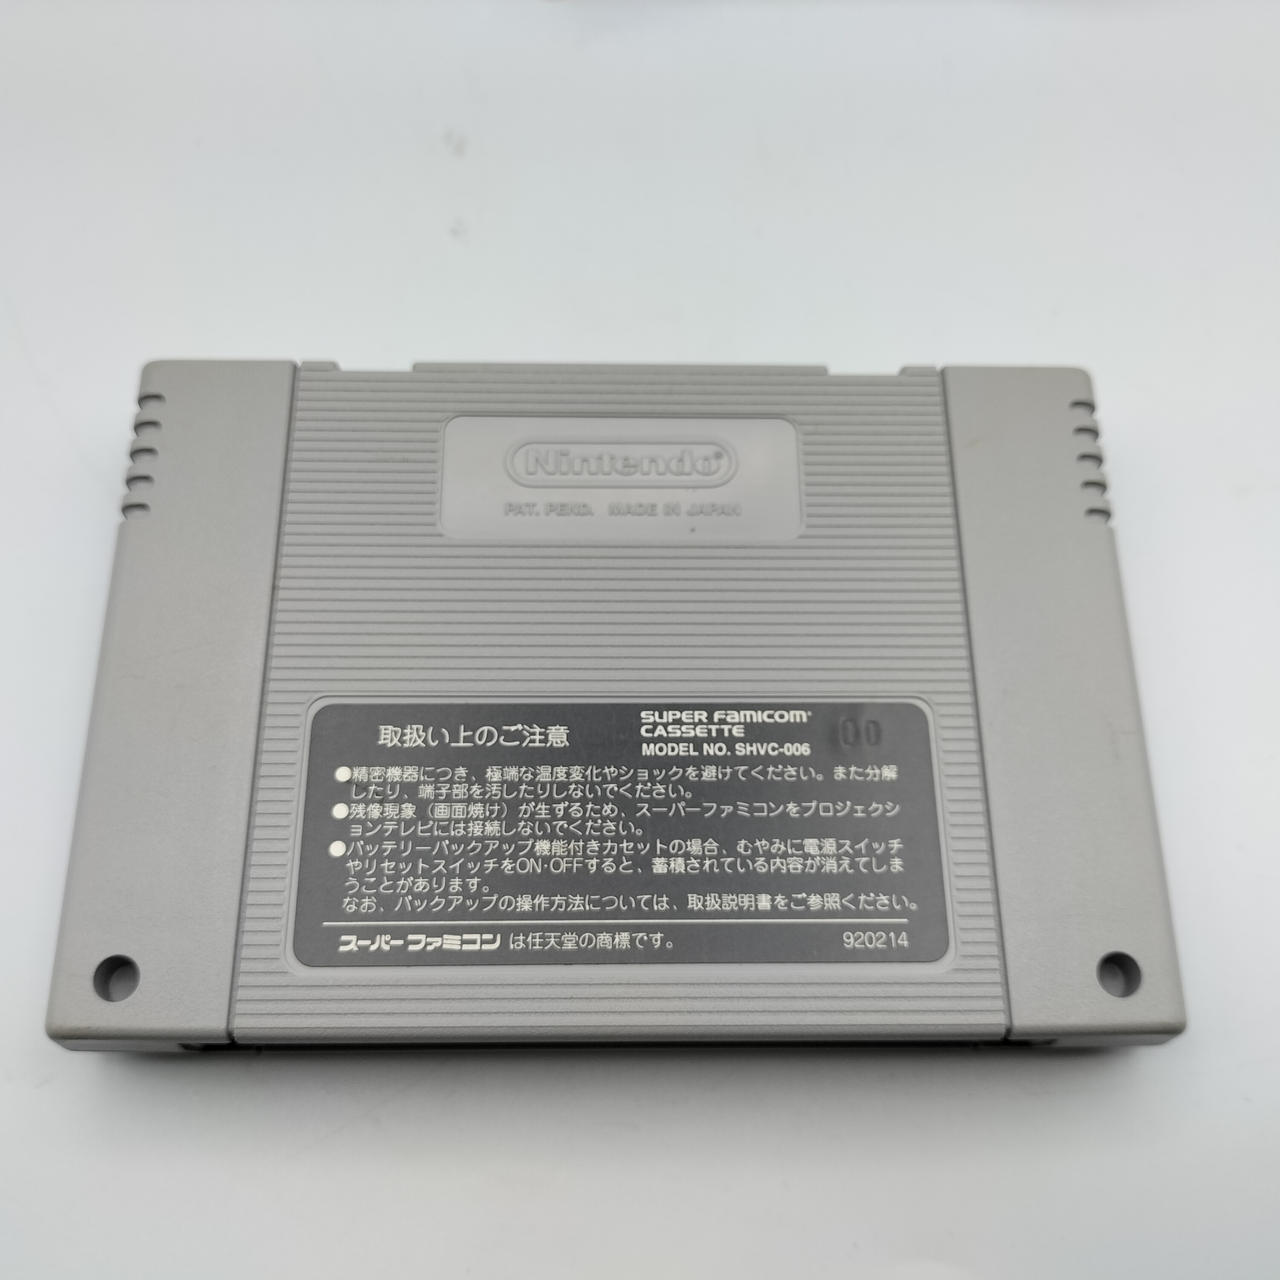 Nintendo®
PAT. PEND. MADE IN JAPAN
取扱い上のご注意
SUPER FAMICOM®
CASSETTE
MODEL NO. SHVC-006
00
●精密機器につき、極端な温度変化やショックを避けてください。また分解
したり、端子部を汚したりしないでください。
●残像現象（画面焼け）が生ずるため、スーパーファミコンをプロジェクシ
ョンテレビには接続しないでください。
●バッテリーバックアップ機能付きカセットの場合、むやみに電源スイッチ
やリセットスイッチをON・OFFすると、蓄積されている内容が消えてしま
うことがあります。
なお、バックアップの操作方法については、取扱説明書をご参照ください。
スーパーファミコン は任天堂の商標です。
920214